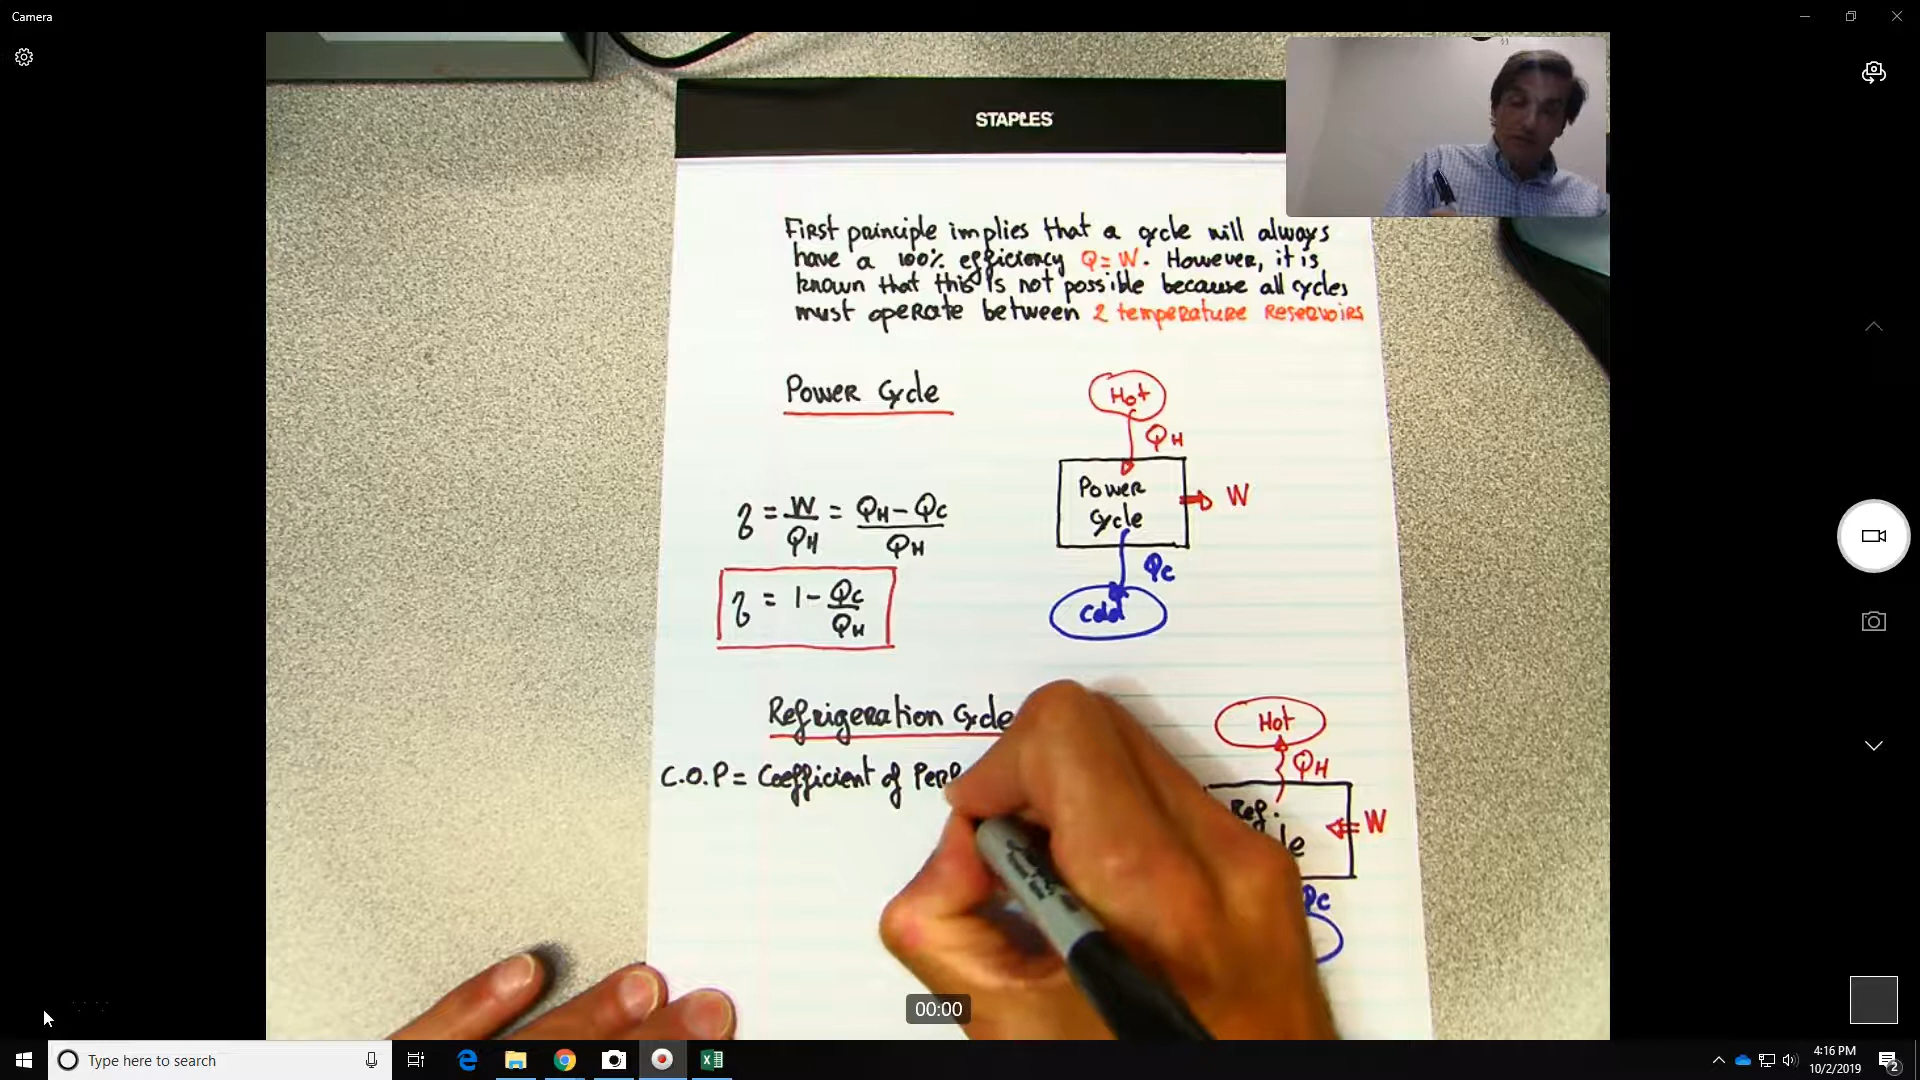 Camera
STAPLES
First principle implies that a cycle will always
have a 100% efficiency Q = W. However, it is
known that this is not possible because all cycles
must operate between 2 temperature reservoirs
Power Cycle
Hot
QH
Power
Cycle
W
η = W/QH = QH - QC/QH
QC
η = 1 - QC/QH
Cold
Refrigeration Cycle
Hot
C.O.P = Coefficient of Perf
QH
Ref.
W
QC
00:00
Type here to search
4:16 PM
10/2/2019
2